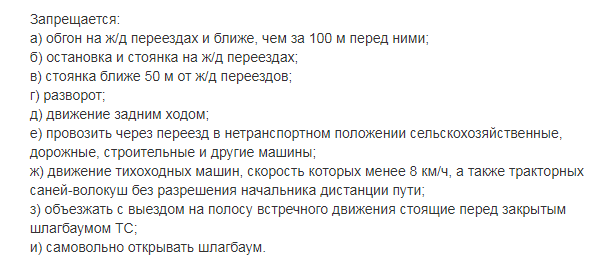 Запрещается:
а) обгон на ж/д переездах и ближе, чем за 100 м перед ними;
б) остановка и стоянка на ж/д переездах;
в) стоянка ближе 50 м от ж/д переездов;
г) разворот;
д) движение задним ходом;
е) провозить через переезд в нетранспортном положении сельскохозяйственные,
дорожные, строительные и другие машины;
ж) движение тихоходных машин, скорость которых менее 8 км/ч, а также тракторных
саней-волокуш без разрешения начальника дистанции пути;
з) объезжать с выездом на полосу встречного движения стоящие перед закрытым
шлагбаумом ТС;
и) самовольно открывать шлагбаум.